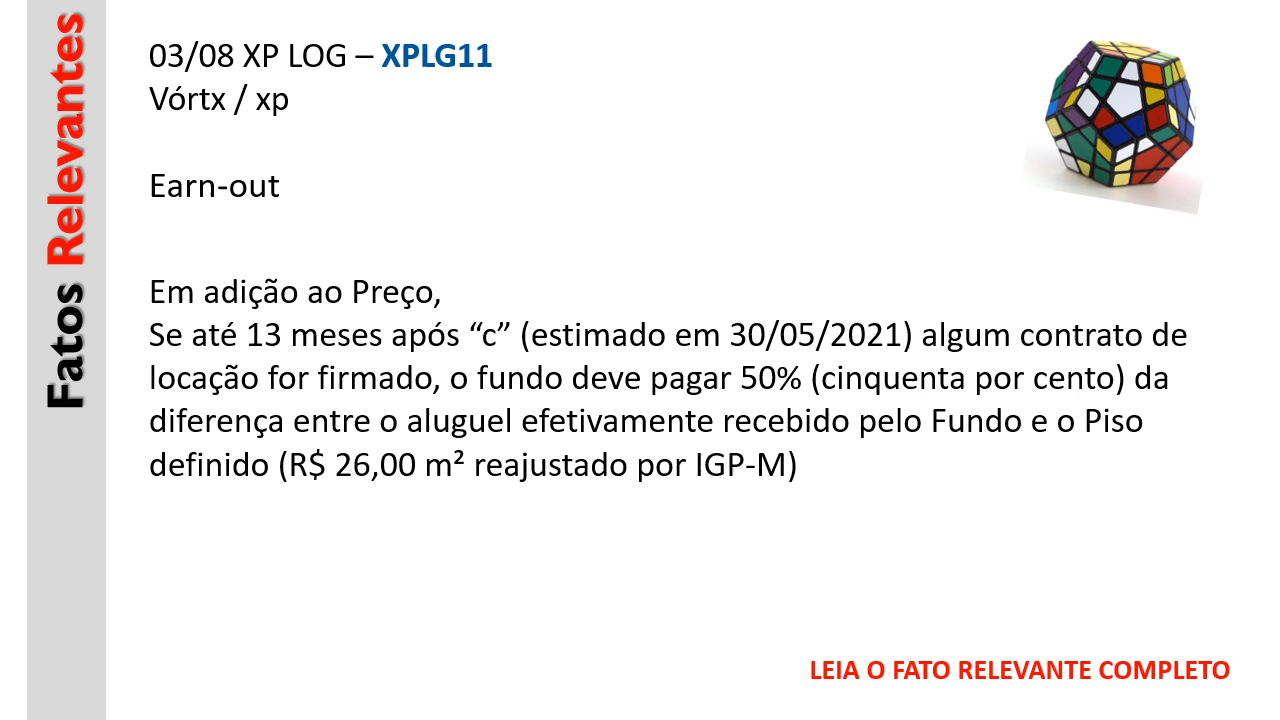 Fatos Relevantes
03/08 XP LOG – XPLG11
Vórtx / xp
Earn-out
Em adição ao Preço,
Se até 13 meses após “c” (estimado em 30/05/2021) algum contrato de
locação for firmado, o fundo deve pagar 50% (cinquenta por cento) da
diferença entre o aluguel efetivamente recebido pelo Fundo e o Piso
definido (R$ 26,00 m² reajustado por IGP-M)
LEIA O FATO RELEVANTE COMPLETO